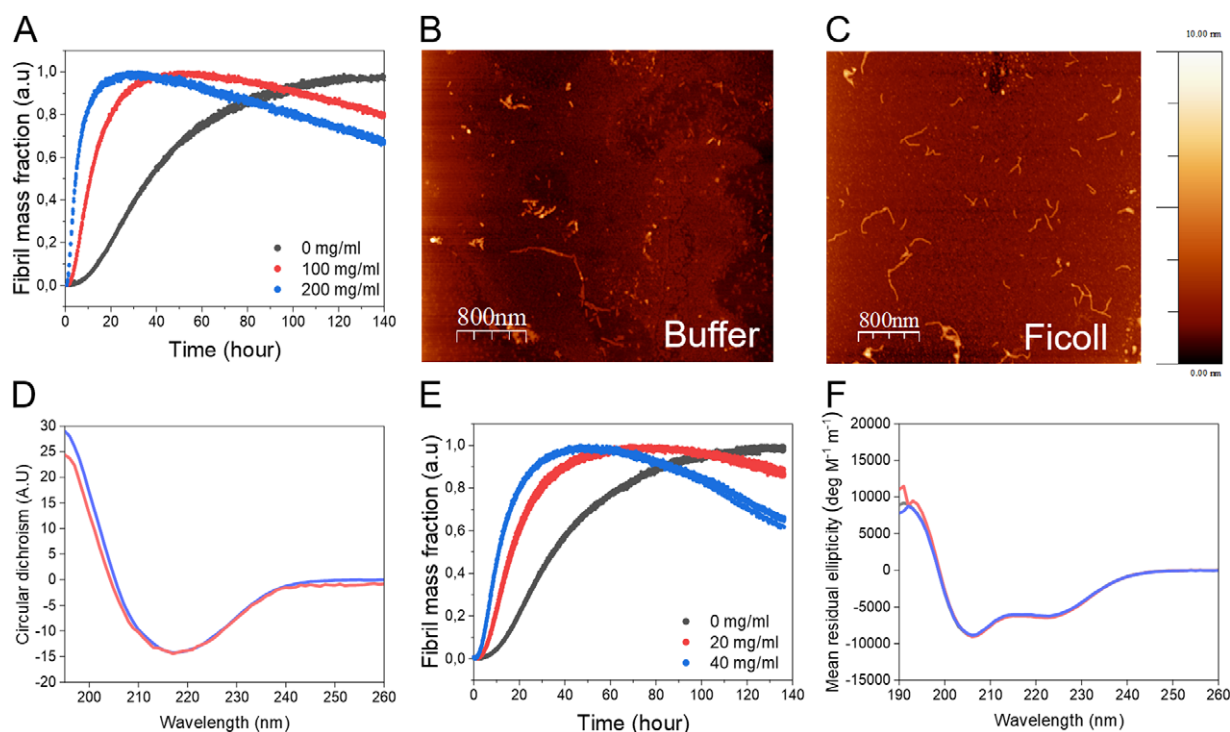 A
Fibril mass fraction (a.u)
1,0
0,8
0,6
0,4
0,2
0,0
0 mg/ml
100 mg/ml
200 mg/ml
0 20 40 60 80 100 120 140
Time (hour)
B
800nm
Buffer
C
800nm
Ficoll
10.00 nm
0.00 nm
D
Circular dichroism (A.U)
30
25
20
15
10
5
0
-5
-10
-15
-20
200 210 220 230 240 250 260
Wavelength (nm)
E
Fibril mass fraction (a.u)
1,0
0,8
0,6
0,4
0,2
0,0
0 mg/ml
20 mg/ml
40 mg/ml
0 20 40 60 80 100 120 140
Time (hour)
F
Mean residual ellipticity (deg M⁻¹ m⁻¹)
20000
15000
10000
5000
0
-5000
-10000
-15000
190 200 210 220 230 240 250 260
Wavelength (nm)